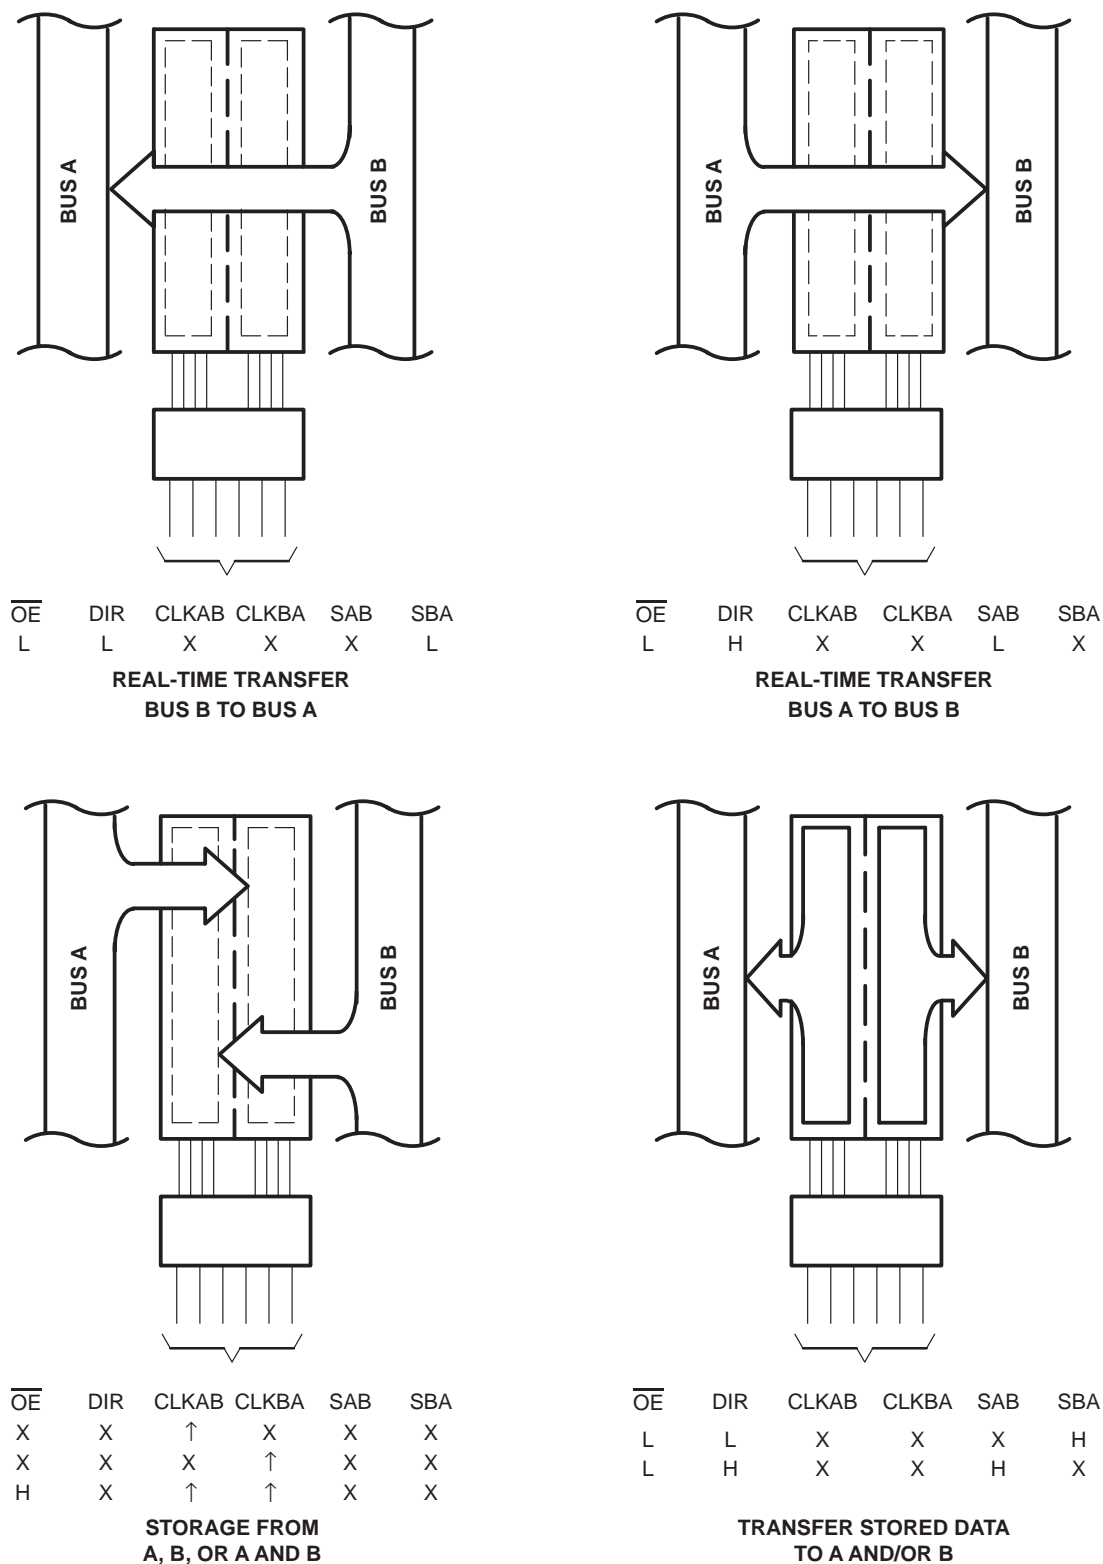 BUS A
BUS B
OE DIR CLKAB CLKBA SAB SBA
L L X X X L
REAL-TIME TRANSFER
BUS B TO BUS A
BUS A
BUS B
OE DIR CLKAB CLKBA SAB SBA
L H X X L X
REAL-TIME TRANSFER
BUS A TO BUS B
BUS A
BUS B
OE DIR CLKAB CLKBA SAB SBA
X X ↑ X X X
X X X ↑ X X
H X ↑ ↑ X X
STORAGE FROM
A, B, OR A AND B
BUS A
BUS B
OE DIR CLKAB CLKBA SAB SBA
L L X X X H
L H X X H X
TRANSFER STORED DATA
TO A AND/OR B